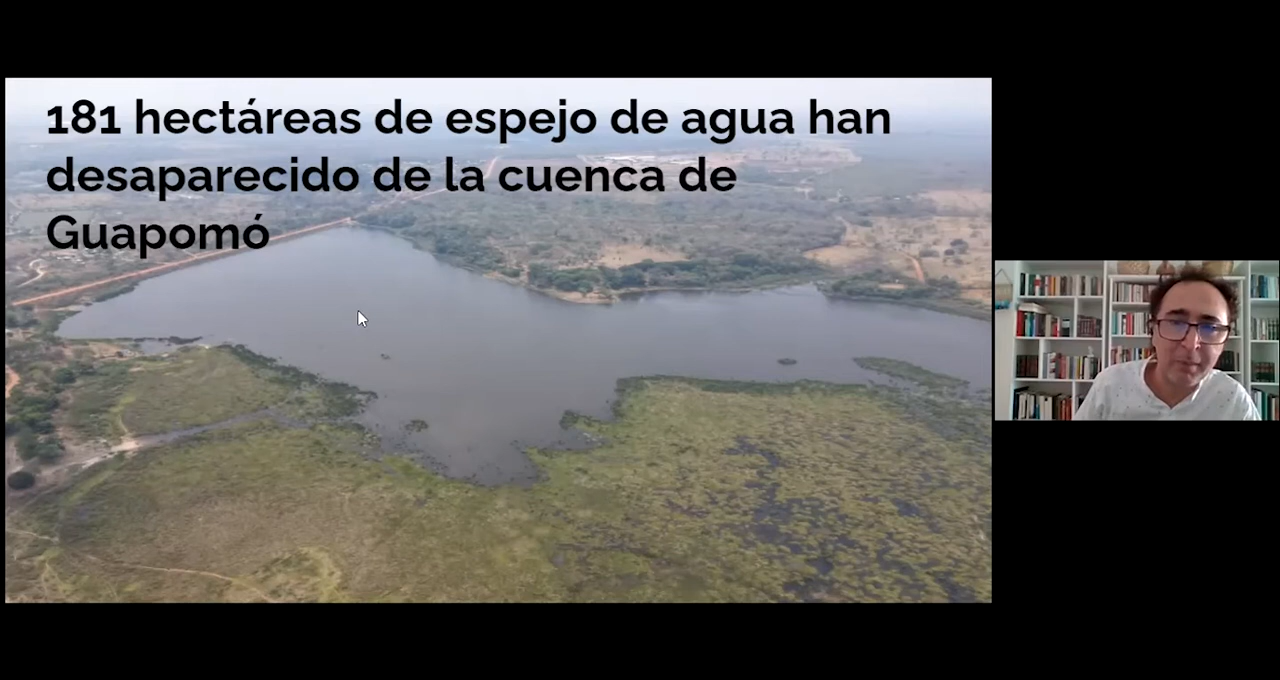 181 hectáreas de espejo de agua han
desaparecido de la cuenca de
Guapomó